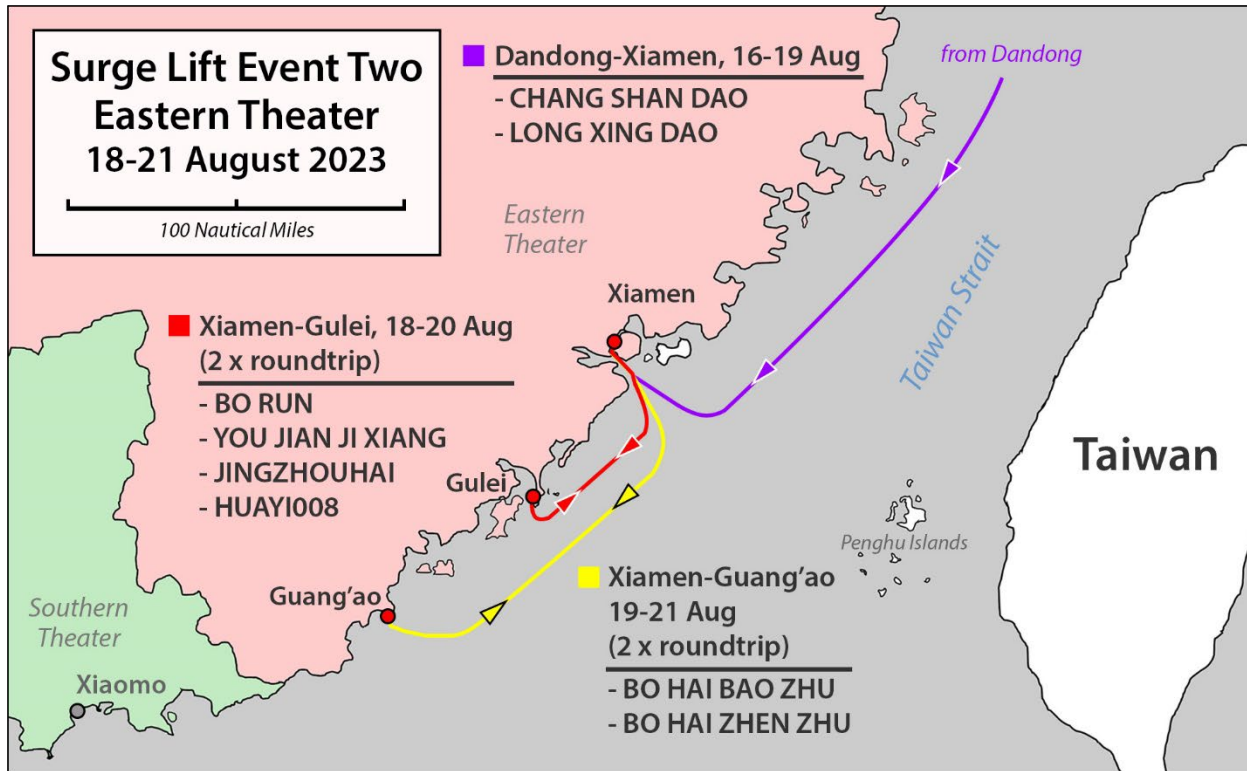 Surge Lift Event Two
Eastern Theater
18-21 August 2023
100 Nautical Miles
Dandong-Xiamen, 16-19 Aug
- CHANG SHAN DAO
- LONG XING DAO
from Dandong
Eastern
Theater
Taiwan Strait
Xiamen
Xiamen-Gulei, 18-20 Aug
(2 x roundtrip)
- BO RUN
- YOU JIAN JI XIANG
- JINGZHOUHAI
- HUAYI008
Gulei
Taiwan
Penghu Islands
Guang'ao
Xiamen-Guang'ao
19-21 Aug
(2 x roundtrip)
- BO HAI BAO ZHU
- BO HAI ZHEN ZHU
Southern
Theater
Xiaomo